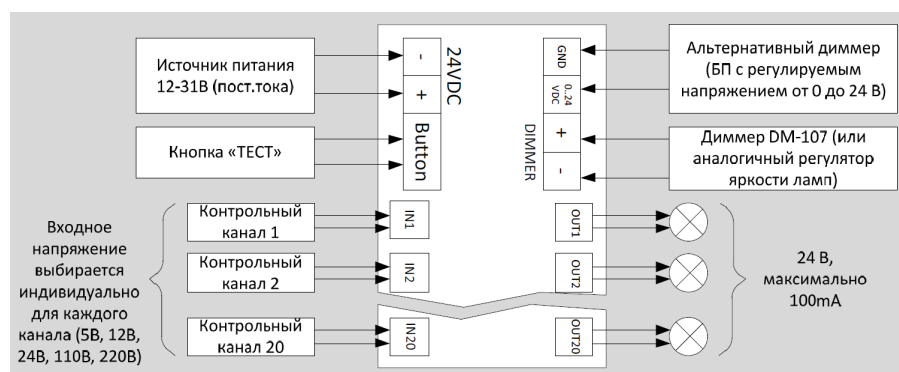 Источник питания
12-31В (пост.тока)
Кнопка «ТЕСТ»
Входное
напряжение
выбирается
индивидуально
для каждого
канала (5В, 12В,
24В, 110В, 220В)
Контрольный
канал 1
Контрольный
канал 2
Контрольный
канал 20
-
+
24VDC
Button
IN1
IN2
IN20
GND
0..24
VDC
+
-
DIMMER
OUT1
OUT2
OUT20
Альтернативный диммер
(БП с регулируемым
напряжением от 0 до 24 В)
Диммер DM-107 (или
аналогичный регулятор
яркости ламп)
24 В,
максимально
100mA